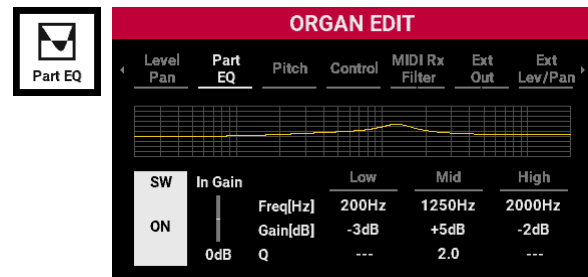 Part EQ
ORGAN EDIT
Level Pan
Part EQ
Pitch
Control
MIDI Rx Filter
Ext Out
Ext Lev/Pan
SW
ON
In Gain
0dB
Low Mid High
Freq[Hz] 200Hz 1250Hz 2000Hz
Gain[dB] -3dB +5dB -2dB
Q --- 2.0 ---